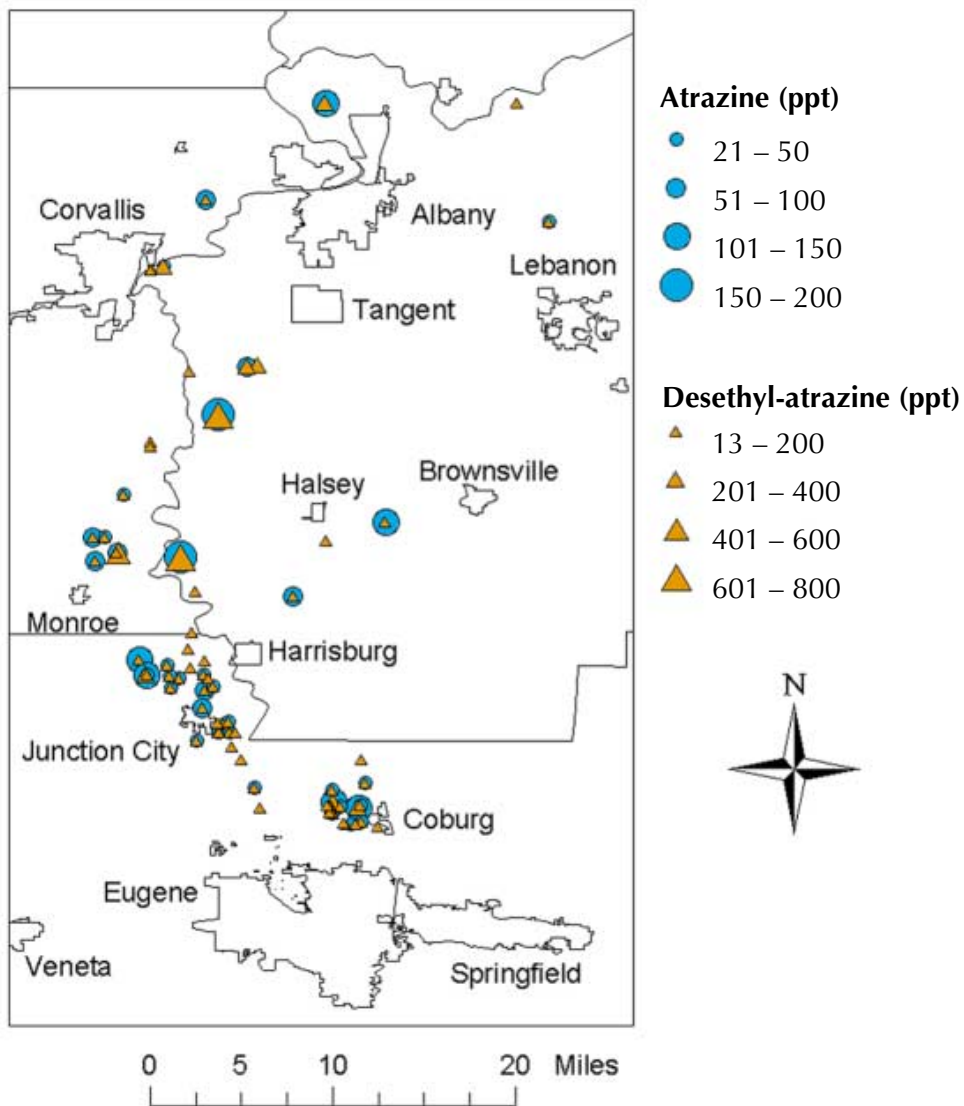 Corvallis
Albany
Lebanon
Tangent
Brownsville
Halsey
Monroe
Harrisburg
Junction City
Coburg
Eugene
Veneta
Springfield
0 5 10 20 Miles
Atrazine (ppt)
21 – 50
51 – 100
101 – 150
150 – 200
Desethyl-atrazine (ppt)
13 – 200
201 – 400
401 – 600
601 – 800
N